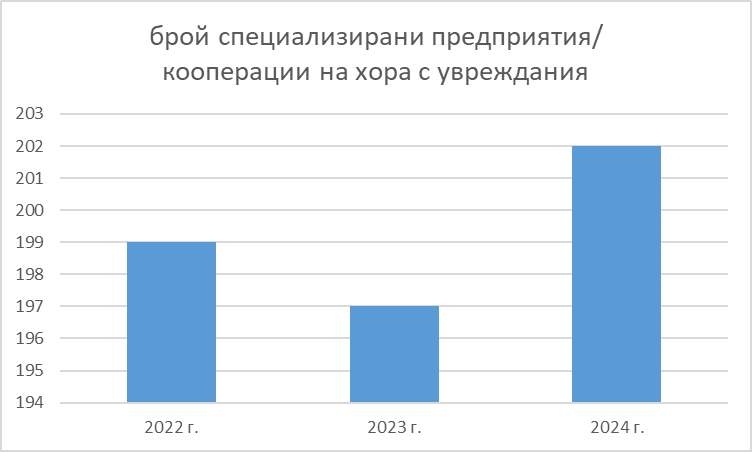 брой специализирани предприятия/
кооперации на хора с увреждания
203
202
201
200
199
198
197
196
195
194
2022 г.
2023 г.
2024 г.